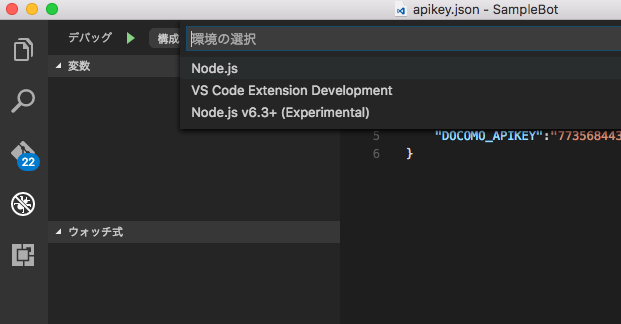 apikey.json - SampleBot
デバッグ
構成
環境の選択
変数
Node.js
VS Code Extension Development
Node.js v6.3+ (Experimental)
5 "DOCOMO_APIKEY":"773568443
6 }
22
ウォッチ式